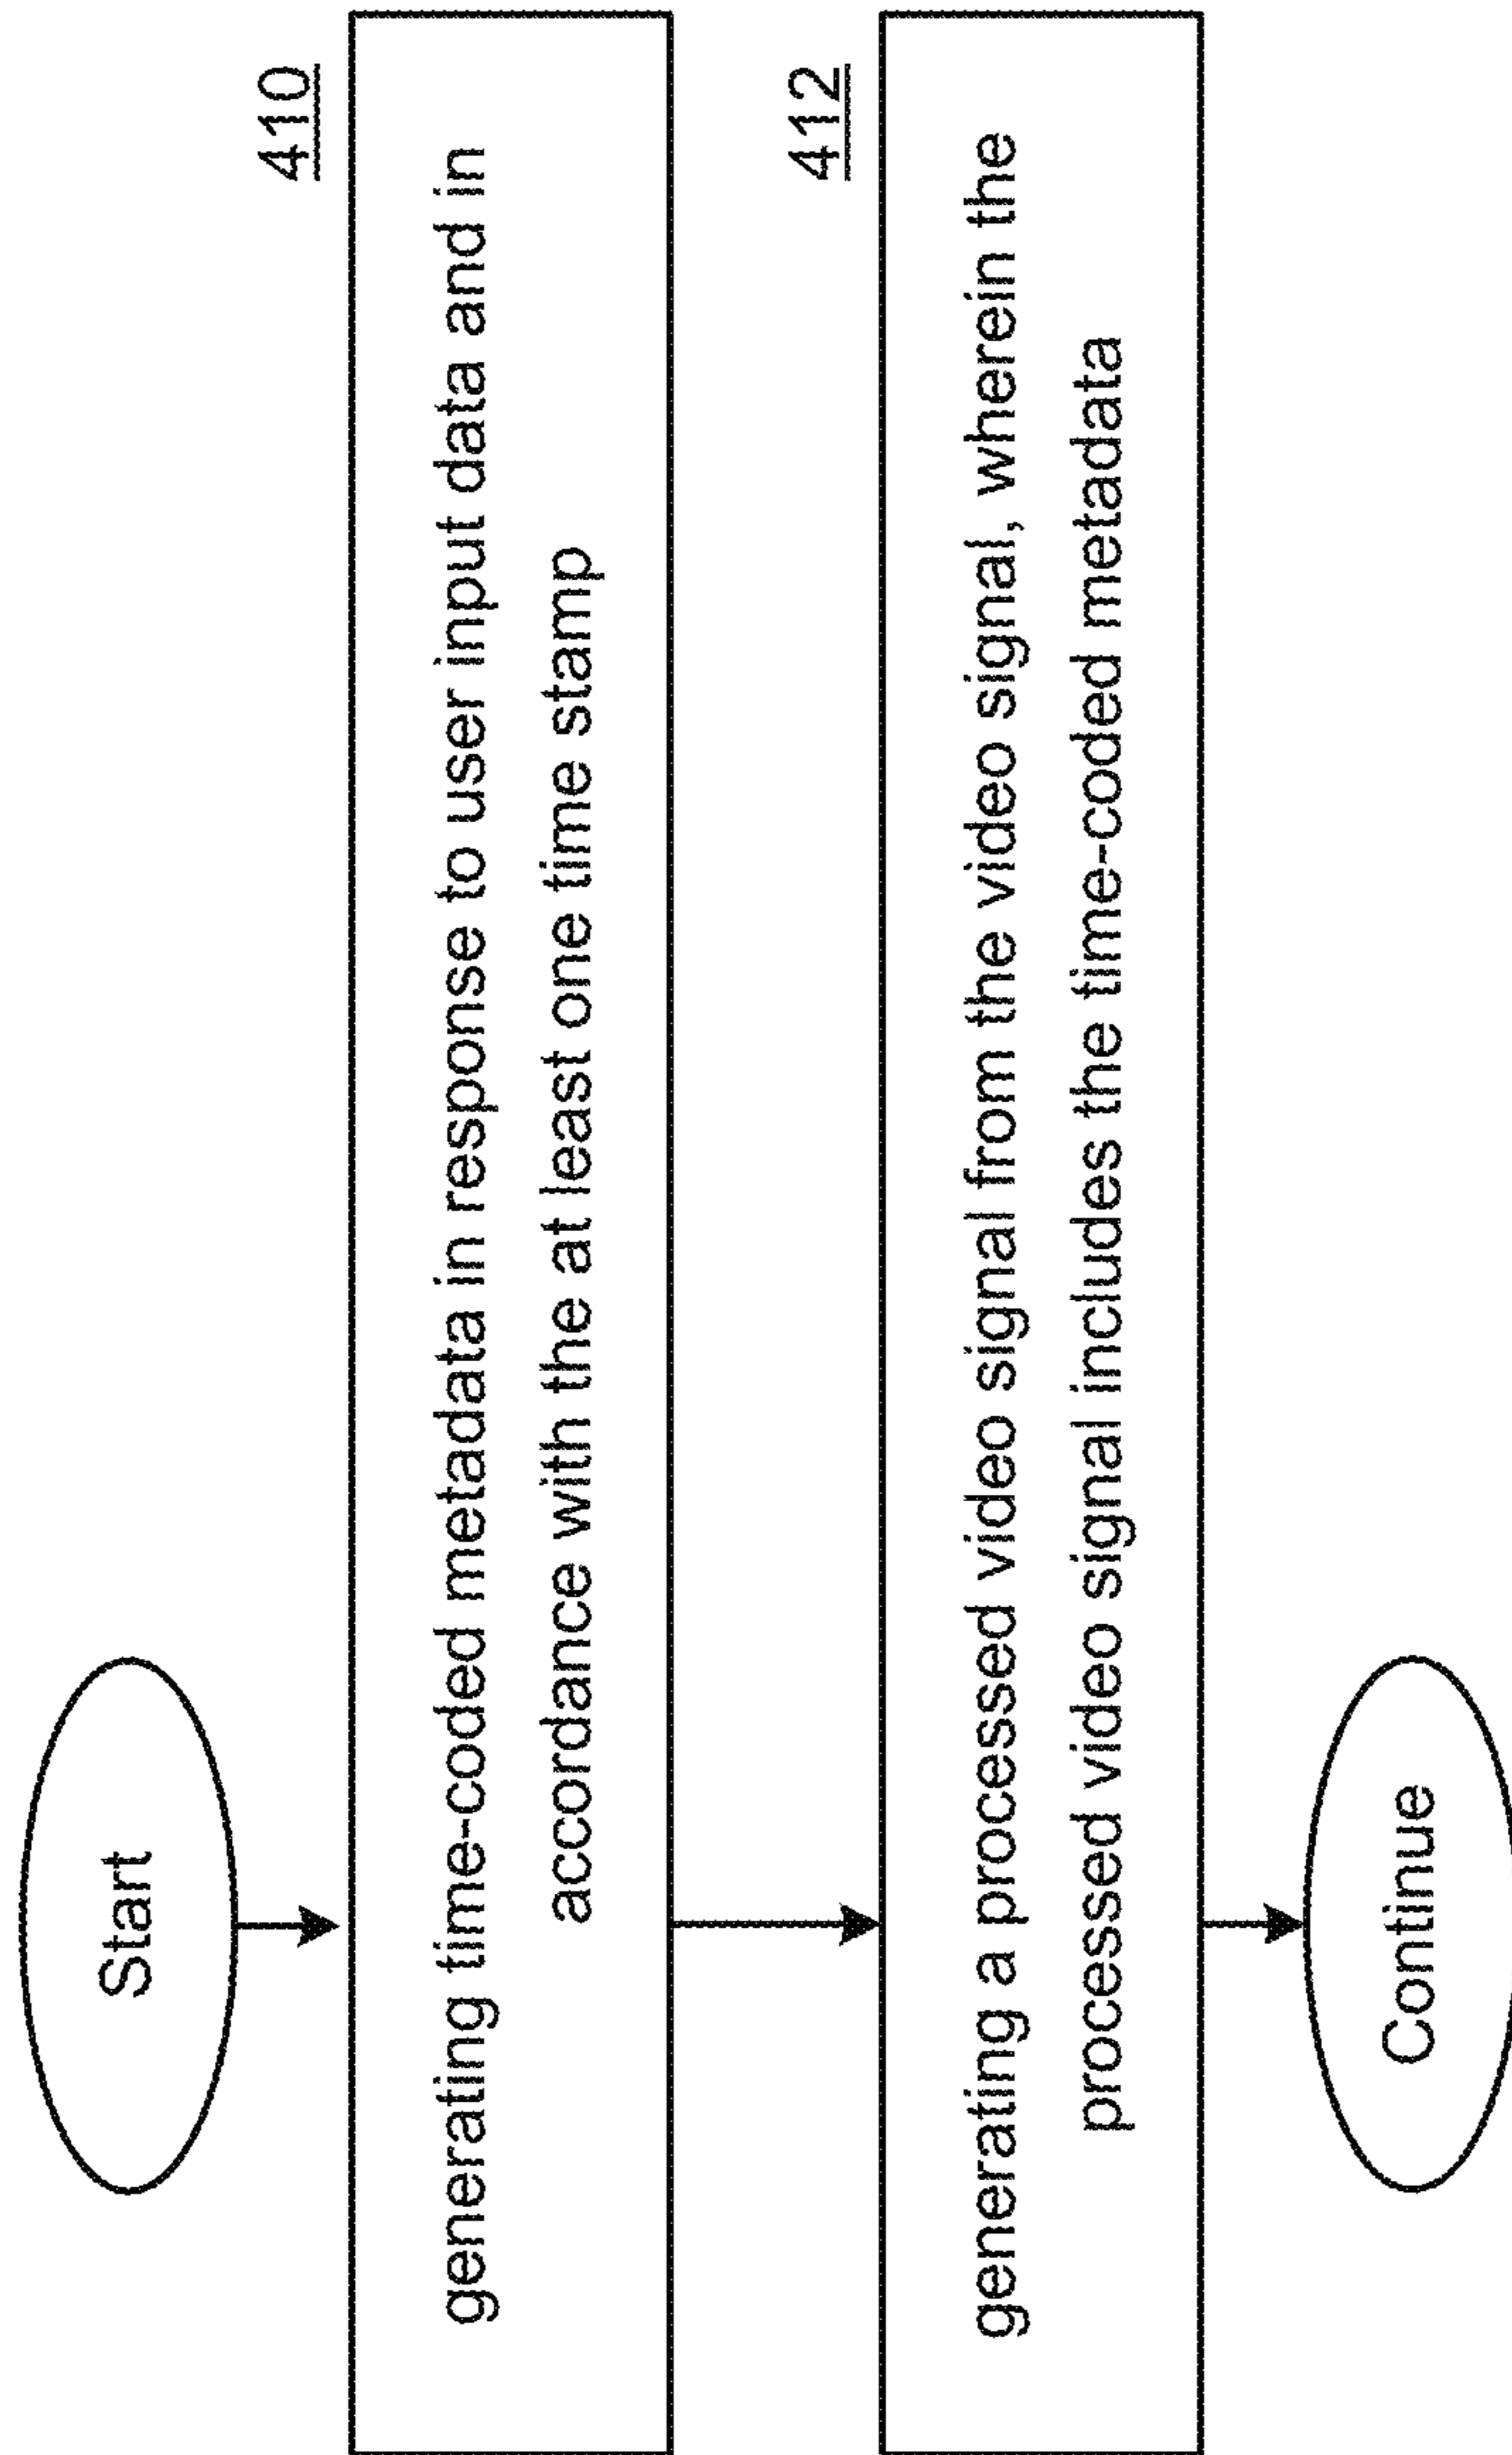 Start
410
generating time-coded metadata in response to user input data and in
accordance with the at least one time stamp
412
generating a processed video signal from the video signal, wherein the
processed video signal includes the time-coded metadata
Continue